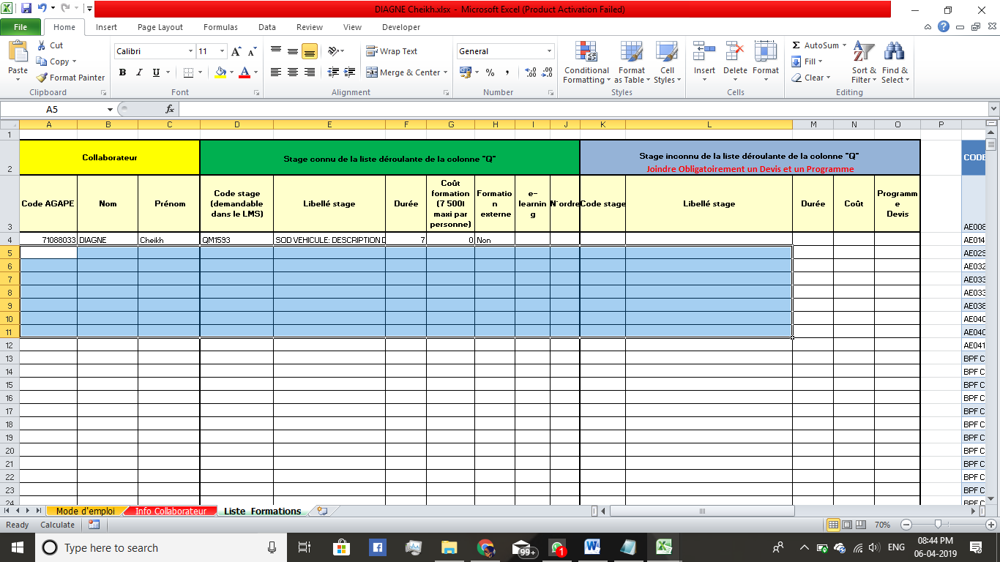 DIAGNE Cheikh.xlsx - Microsoft Excel (Product Activation Failed)
File Home Insert Page Layout Formulas Data Review View Developer
Cut
Copy
Format Painter
Paste
Clipboard
Calibri 11
B I U
Font
Wrap Text
Merge & Center
Alignment
General
% ,
Number
Conditional Formatting
Format as Table
Cell Styles
Styles
Insert Delete Format
Cells
Σ AutoSum
Fill
Clear
Sort & Filter
Find & Select
Editing
A5 fx
A B C D E F G H I J K L M N O P
1
2 Collaborateur Stage connu de la liste déroulante de la colonne "Q" Stage inconnu de la liste déroulante de la colonne "Q" CODE
Joindre Obligatoirement un Devis et un Programme
3 Code AGAPE Nom Prénom Code stage (demandable dans le LMS) Libellé stage Durée Coût formation (7 500l maxi par personne) Formation externe e-learning N°ordre Code stage Libellé stage Durée Coût Programme Devis AE008
4 71088033 DIAGNE Cheikh QM1593 SOD VEHICULE: DESCRIPTION D 7 0 Non AE014
5 AE029
6 AE032
7 AE033
8 AE033
9 AE038
10 AE040
11 AE040
12 AE041
13 BPF C
14 BPF C
15 BPF C
16 BPF C
17 BPF C
18 BPF C
19 BPF C
20 BPF C
21 BPF C
22 BPF C
23 BPF C
24 BPF C
Mode d'emploi Info Collaborateur Liste Formations
Ready Calculate 70%
Type here to search 99+ 1 ENG 08:44 PM
06-04-2019